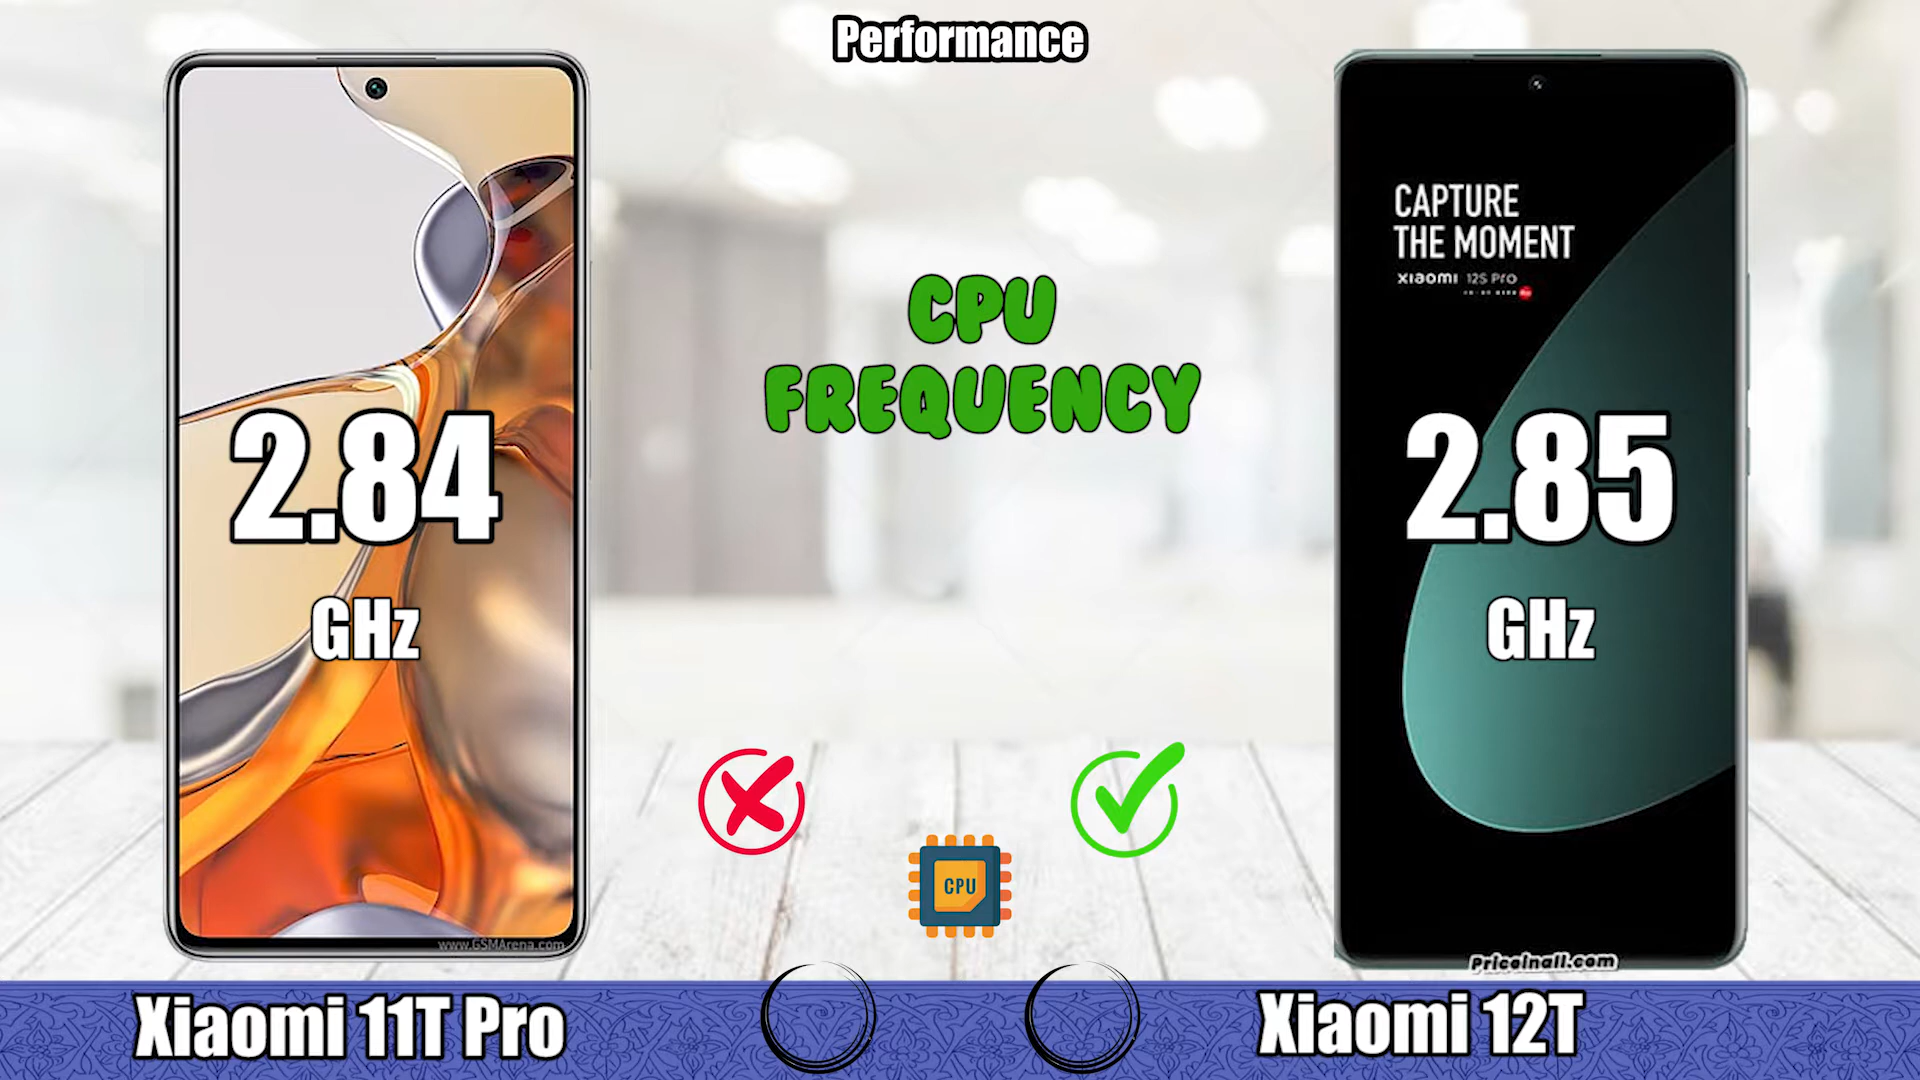 Performance
CPU
FREQUENCY
2.84
GHz
www.GSMArena.com
CAPTURE
THE MOMENT
xiaomi 12S Pro
2.85
GHz
Priceinall.com
CPU
Xiaomi 11T Pro
Xiaomi 12T